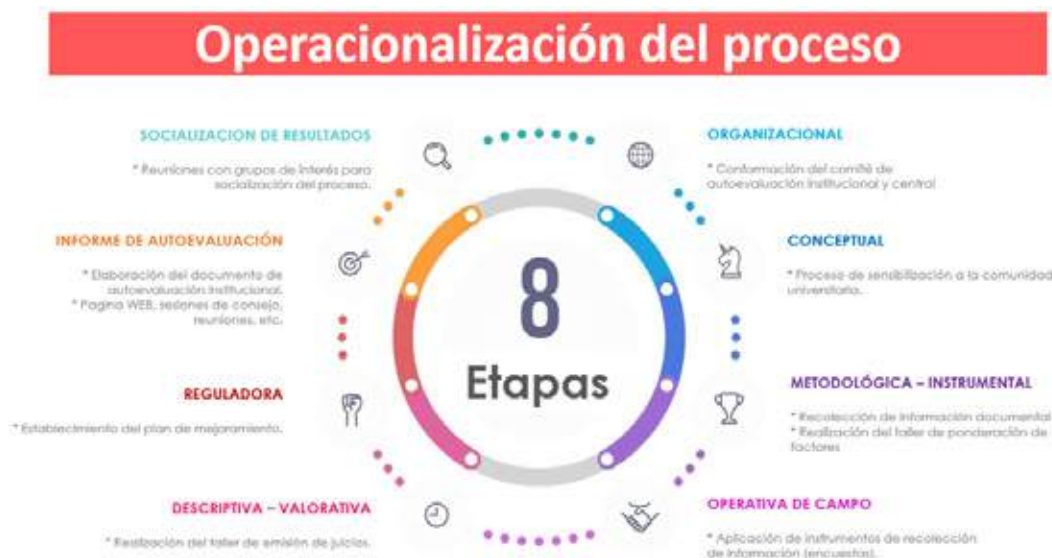 Operacionalización del proceso
SOCIALIZACION DE RESULTADOS
* Reuniones con grupos de interés para
socialización del proceso.
INFORME DE AUTOEVALUACIÓN
* Elaboración del documento de
autoevaluación institucional.
* Pagina WEB, sesiones de consejo,
reuniones, etc.
REGULADORA
* Establecimiento del plan de mejoramiento.
DESCRIPTIVA – VALORATIVA
* Realización del taller de emisión de juicios.
8
Etapas
ORGANIZACIONAL
* Conformación del comité de
autoevaluación institucional y central
CONCEPTUAL
* Proceso de sensibilización a la comunidad
universitaria.
METODOLÓGICA – INSTRUMENTAL
* Recolección de información documental
* Realización del taller de ponderación de
factores
OPERATIVA DE CAMPO
* Aplicación de instrumentos de recolección
de información (encuestas).